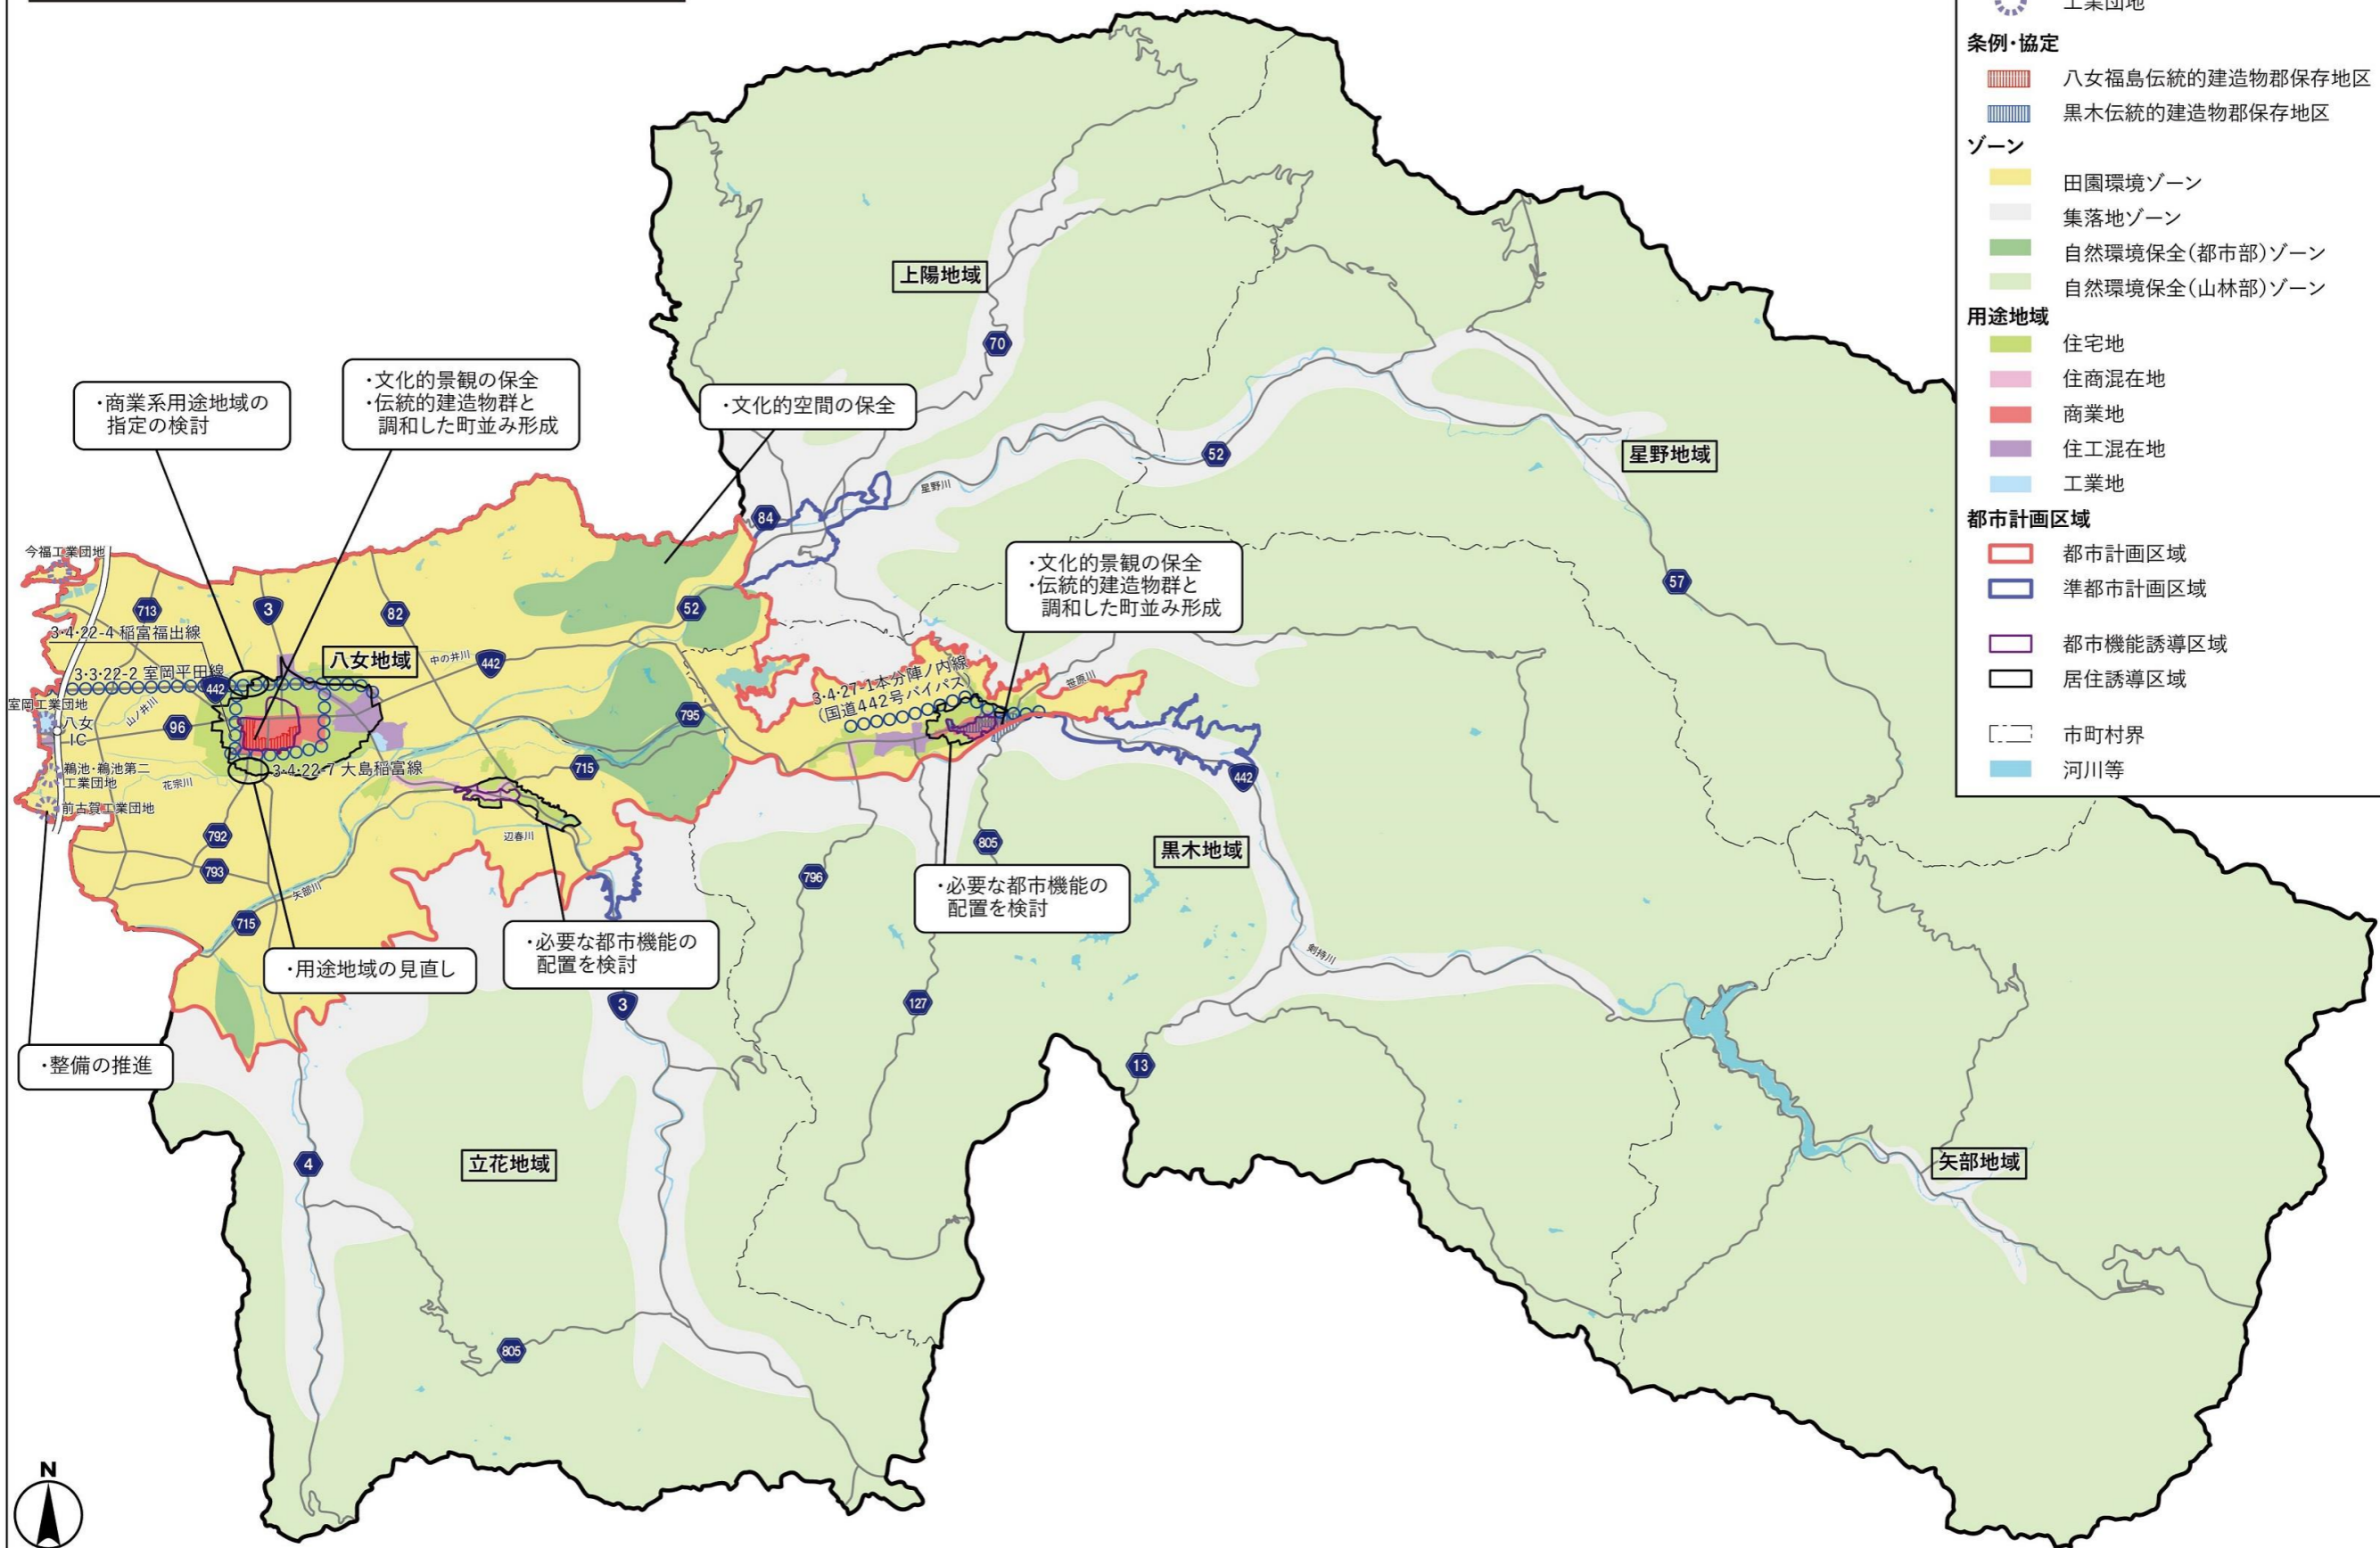 工業団地
条例・協定
八女福島伝統的建造物郡保存地区
黒木伝統的建造物郡保存地区
ゾーン
田園環境ゾーン
集落地ゾーン
自然環境保全(都市部)ゾーン
自然環境保全(山林部)ゾーン
用途地域
住宅地
住商混在地
商業地
住工混在地
工業地
都市計画区域
都市計画区域
準都市計画区域
都市機能誘導区域
居住誘導区域
市町村界
河川等
上陽地域
70
・商業系用途地域の
指定の検討
・文化的景観の保全
・伝統的建造物群と
調和した町並み形成
・文化的空間の保全
52
星野地域
星野川
84
今福工業団地
・文化的景観の保全
・伝統的建造物群と
調和した町並み形成
57
713
3
82
52
3・4・22-4 稲富福出線
八女地域
中の井川
442
3・3・22-2 室岡平田線
442
3・4・27-1本分陣ノ内線
(国道442号バイパス)
笹原川
室岡工業団地
八女
IC
山ノ井川
96
795
3・4・22-7 大島稲富線
715
442
鵜池・鵜池第二
工業団地
花宗川
前古賀工業団地
792
辺春川
793
805
黒木地域
796
・必要な都市機能の
配置を検討
矢部川
715
・必要な都市機能の
配置を検討
・用途地域の見直し
剣持川
3
127
・整備の推進
13
4
立花地域
矢部地域
805
N